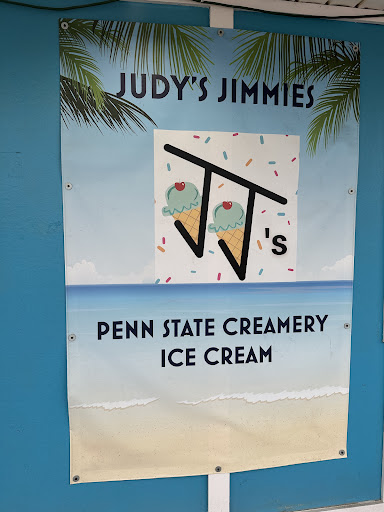 JUDY'S JIMMIES
JJ's
PENN STATE CREAMERY
ICE CREAM